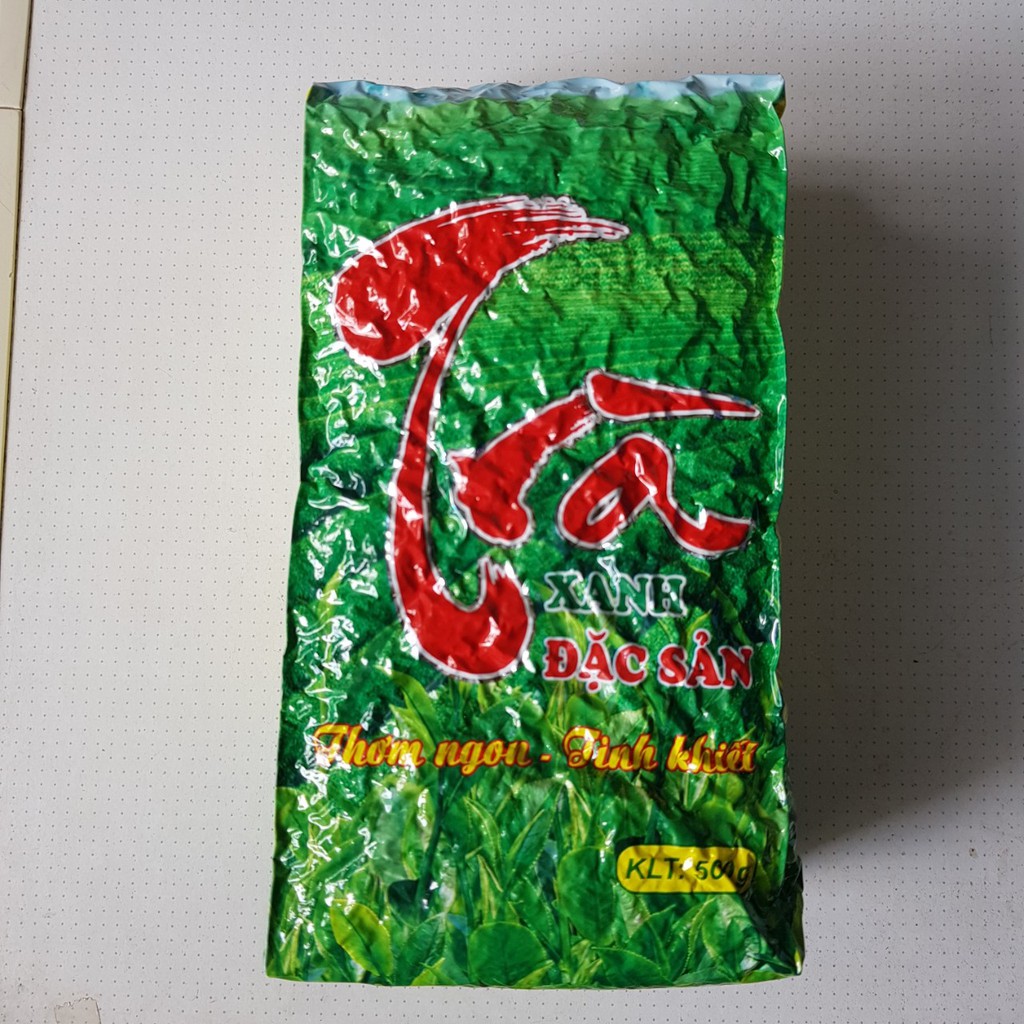 Trà
XANH
ĐẶC SẢN
Thơm ngon - Tinh khiết
KLT: 500g